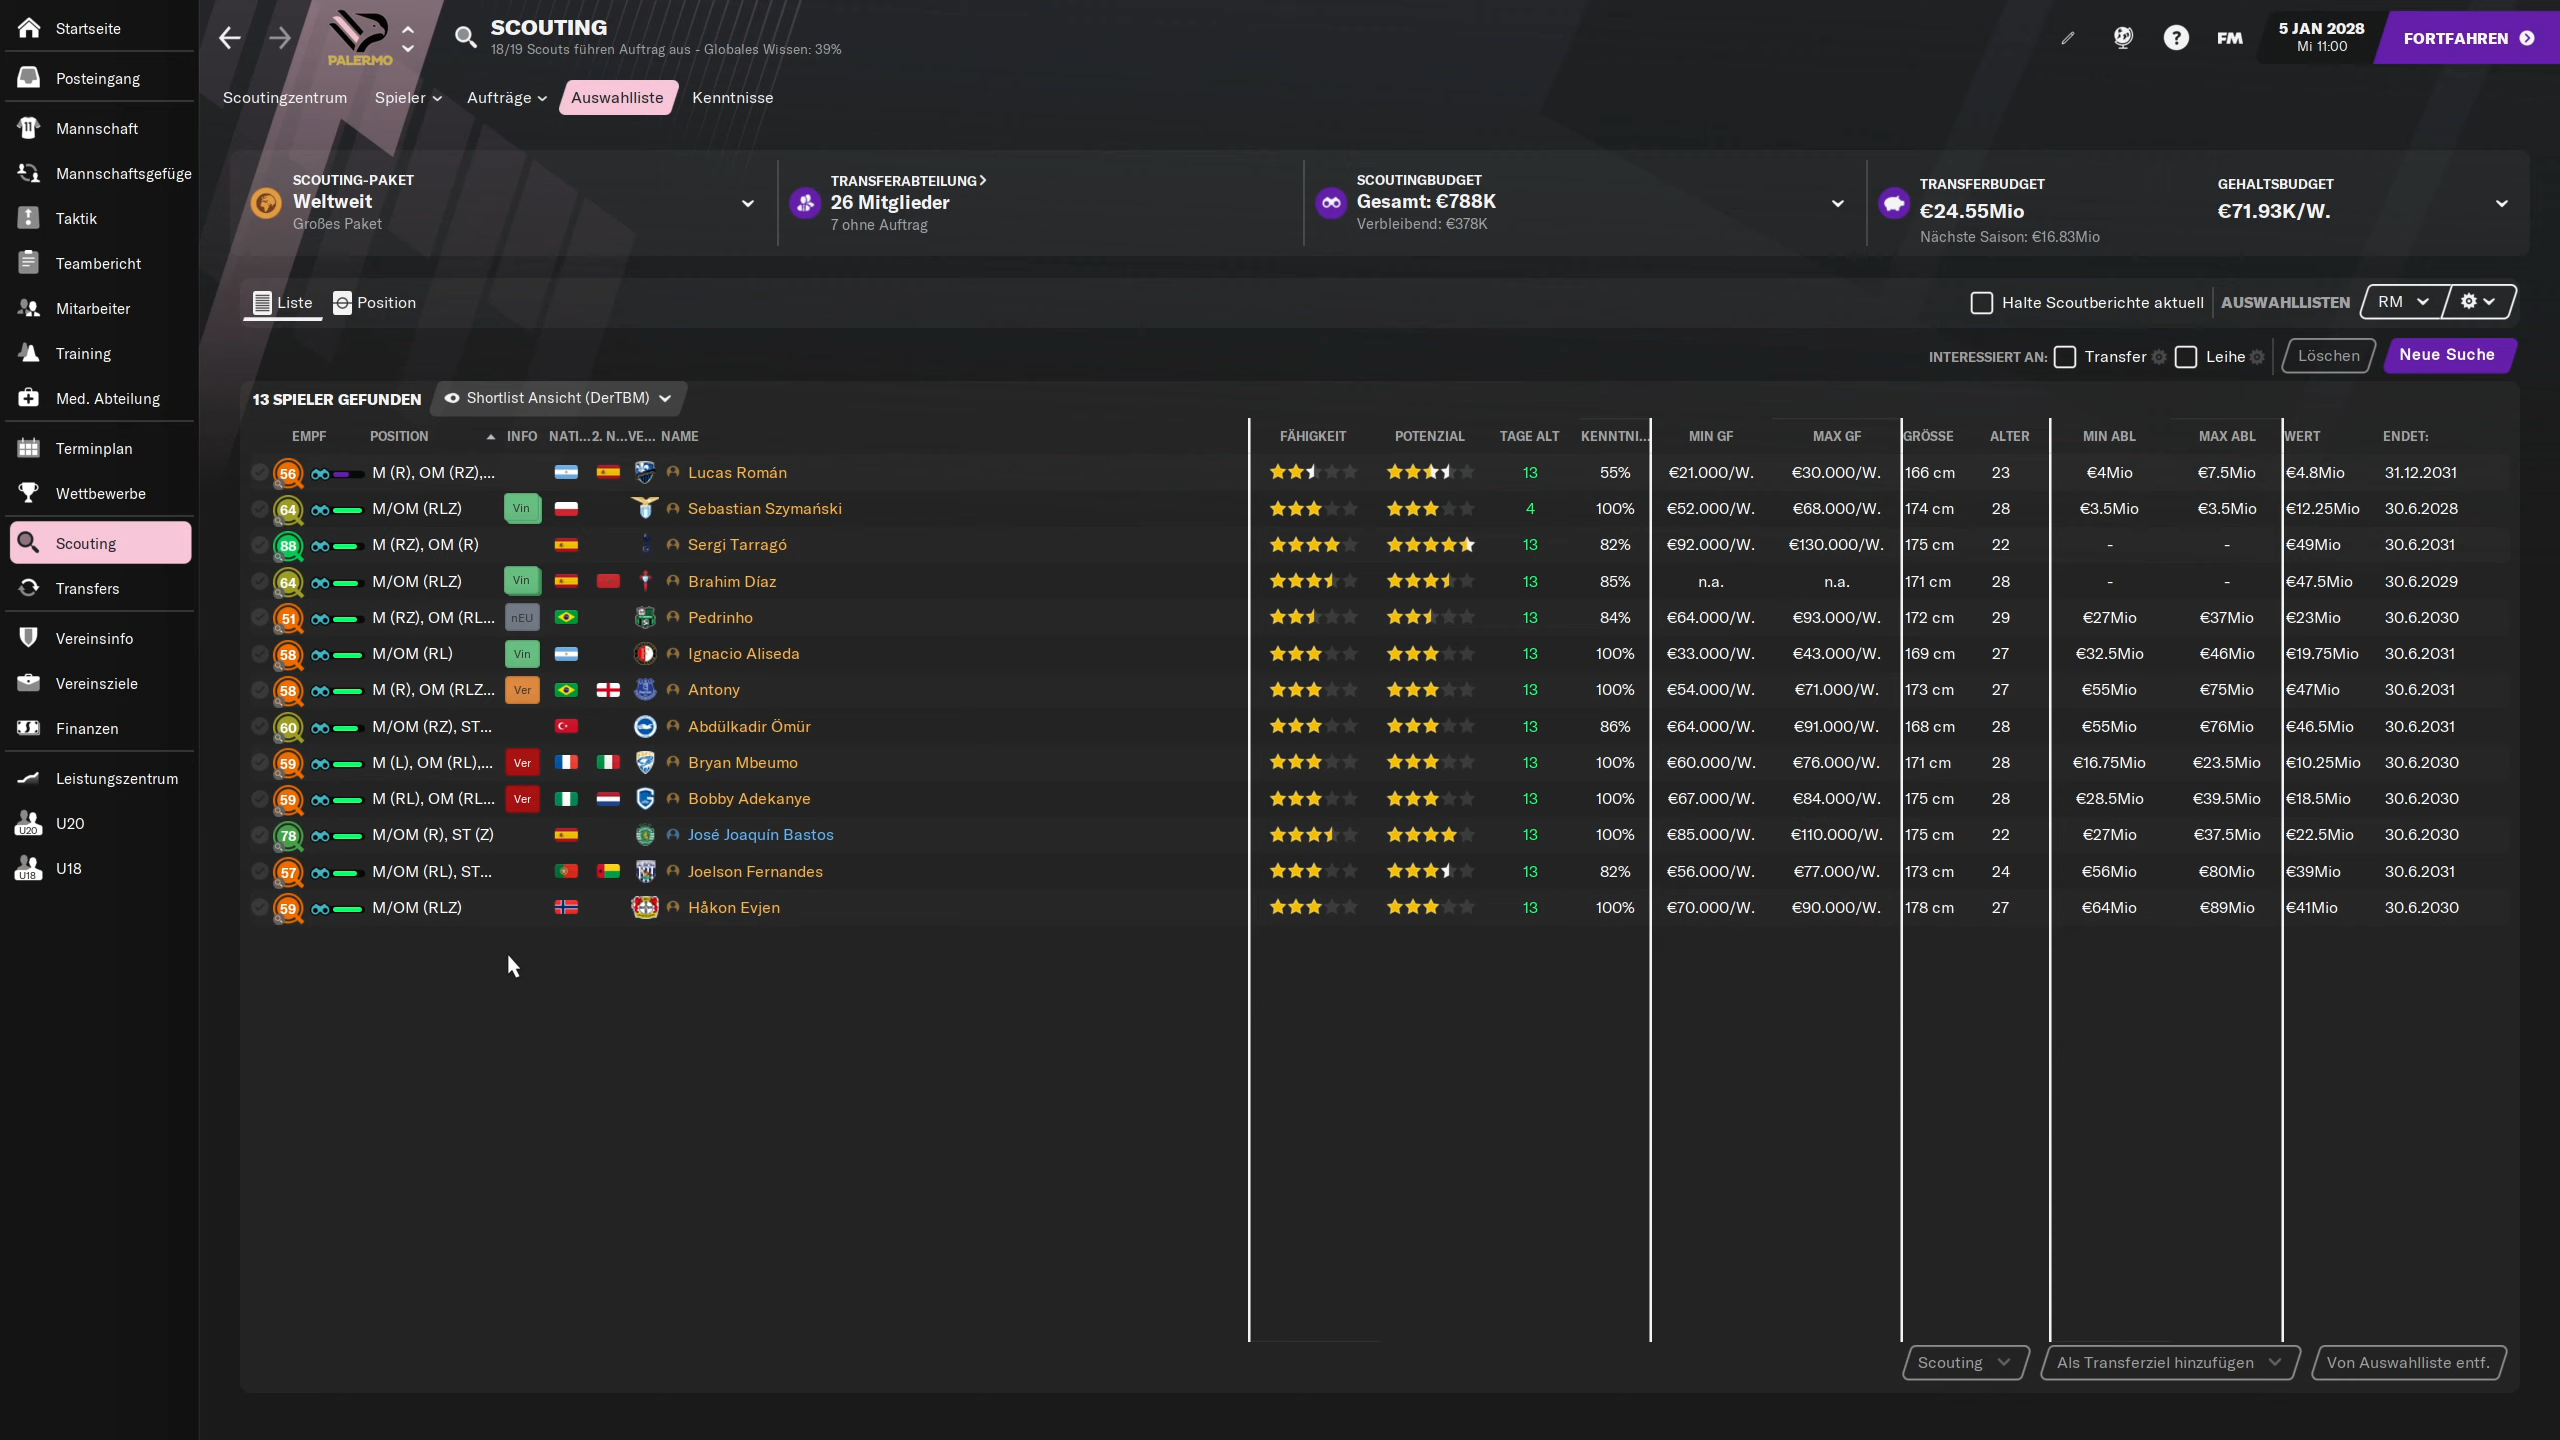 Startseite
Posteingang
Mannschaft
Mannschaftsgefüge
Taktik
Teambericht
Mitarbeiter
Training
Med. Abteilung
Terminplan
Wettbewerbe
Scouting
Transfers
Vereinsinfo
Vereinsziele
Finanzen
Leistungszentrum
U20 U20
U18 U18
PALERMO
SCOUTING
18/19 Scouts führen Auftrag aus - Globales Wissen: 39%
FM
5 JAN 2028
Mi 11:00
FORTFAHREN
Scoutingzentrum Spieler Aufträge Auswahlliste Kenntnisse
SCOUTING-PAKET
Weltweit
Großes Paket
TRANSFERABTEILUNG
26 Mitglieder
7 ohne Auftrag
SCOUTINGBUDGET
Gesamt: €788K
Verbleibend: €378K
TRANSFERBUDGET
€24.55Mio
Nächste Saison: €16.83Mio
GEHALTSBUDGET
€71.93K/W.
Liste Position Halte Scoutberichte aktuell AUSWAHLLISTEN RM
INTERESSIERT AN: Transfer Leihe Löschen Neue Suche
13 SPIELER GEFUNDEN Shortlist Ansicht (DerTBM)
EMPF POSITION INFO NATI... 2. N... VE... NAME FÄHIGKEIT POTENZIAL TAGE ALT KENNTNI... MIN GF MAX GF GRÖSSE ALTER MIN ABL MAX ABL WERT ENDET:
56 M (R), OM (RZ),... Lucas Román 13 55% €21.000/W. €30.000/W. 166 cm 23 €4Mio €7.5Mio €4.8Mio 31.12.2031
64 M/OM (RLZ) Vin Sebastian Szymański 4 100% €52.000/W. €68.000/W. 174 cm 28 €3.5Mio €3.5Mio €12.25Mio 30.6.2028
88 M (RZ), OM (R) Sergi Tarragó 13 82% €92.000/W. €130.000/W. 175 cm 22 - - €49Mio 30.6.2031
64 M/OM (RLZ) Vin Brahim Díaz 13 85% n.a. n.a. 171 cm 28 - - €47.5Mio 30.6.2029
51 M (RZ), OM (RL... nEU Pedrinho 13 84% €64.000/W. €93.000/W. 172 cm 29 €27Mio €37Mio €23Mio 30.6.2030
58 M/OM (RL) Vin Ignacio Aliseda 13 100% €33.000/W. €43.000/W. 169 cm 27 €32.5Mio €46Mio €19.75Mio 30.6.2031
58 M (R), OM (RLZ... Ver Antony 13 100% €54.000/W. €71.000/W. 173 cm 27 €55Mio €75Mio €47Mio 30.6.2031
60 M/OM (RZ), ST... Abdülkadir Ömür 13 86% €64.000/W. €91.000/W. 168 cm 28 €55Mio €76Mio €46.5Mio 30.6.2031
59 M (L), OM (RL),... Ver Bryan Mbeumo 13 100% €60.000/W. €76.000/W. 171 cm 28 €16.75Mio €23.5Mio €10.25Mio 30.6.2030
59 M (RL), OM (RL... Ver Bobby Adekanye 13 100% €67.000/W. €84.000/W. 175 cm 28 €28.5Mio €39.5Mio €18.5Mio 30.6.2030
78 M/OM (R), ST (Z) José Joaquín Bastos 13 100% €85.000/W. €110.000/W. 175 cm 22 €27Mio €37.5Mio €22.5Mio 30.6.2030
57 M/OM (RL), ST... Joelson Fernandes 13 82% €56.000/W. €77.000/W. 173 cm 24 €56Mio €80Mio €39Mio 30.6.2031
59 M/OM (RLZ) Håkon Evjen 13 100% €70.000/W. €90.000/W. 178 cm 27 €64Mio €89Mio €41Mio 30.6.2030
Scouting Als Transferziel hinzufügen Von Auswahlliste entf.